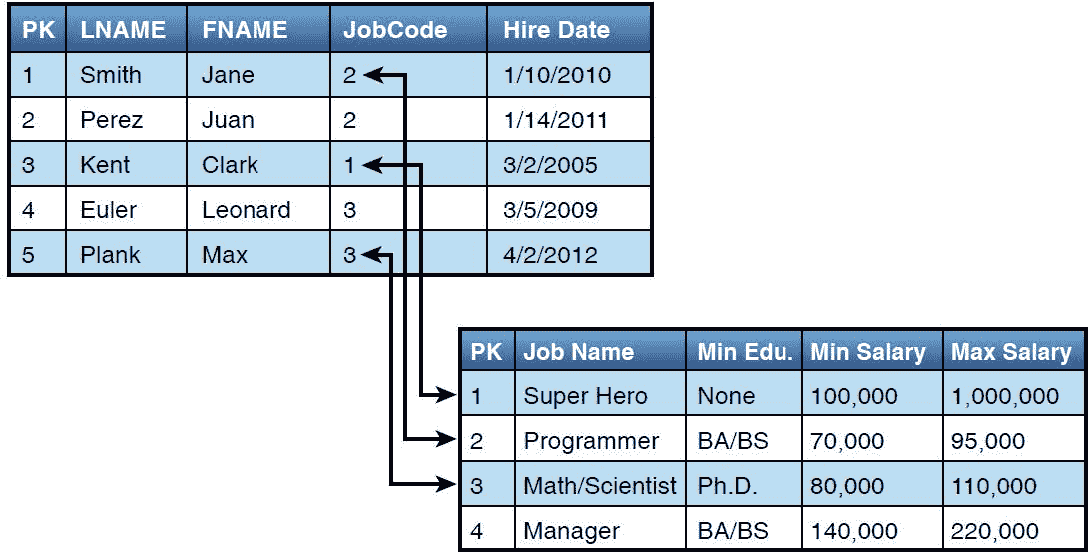 PK LNAME FNAME JobCode Hire Date
1 Smith Jane 2 1/10/2010
2 Perez Juan 2 1/14/2011
3 Kent Clark 1 3/2/2005
4 Euler Leonard 3 3/5/2009
5 Plank Max 3 4/2/2012
PK Job Name Min Edu. Min Salary Max Salary
1 Super Hero None 100,000 1,000,000
2 Programmer BA/BS 70,000 95,000
3 Math/Scientist Ph.D. 80,000 110,000
4 Manager BA/BS 140,000 220,000